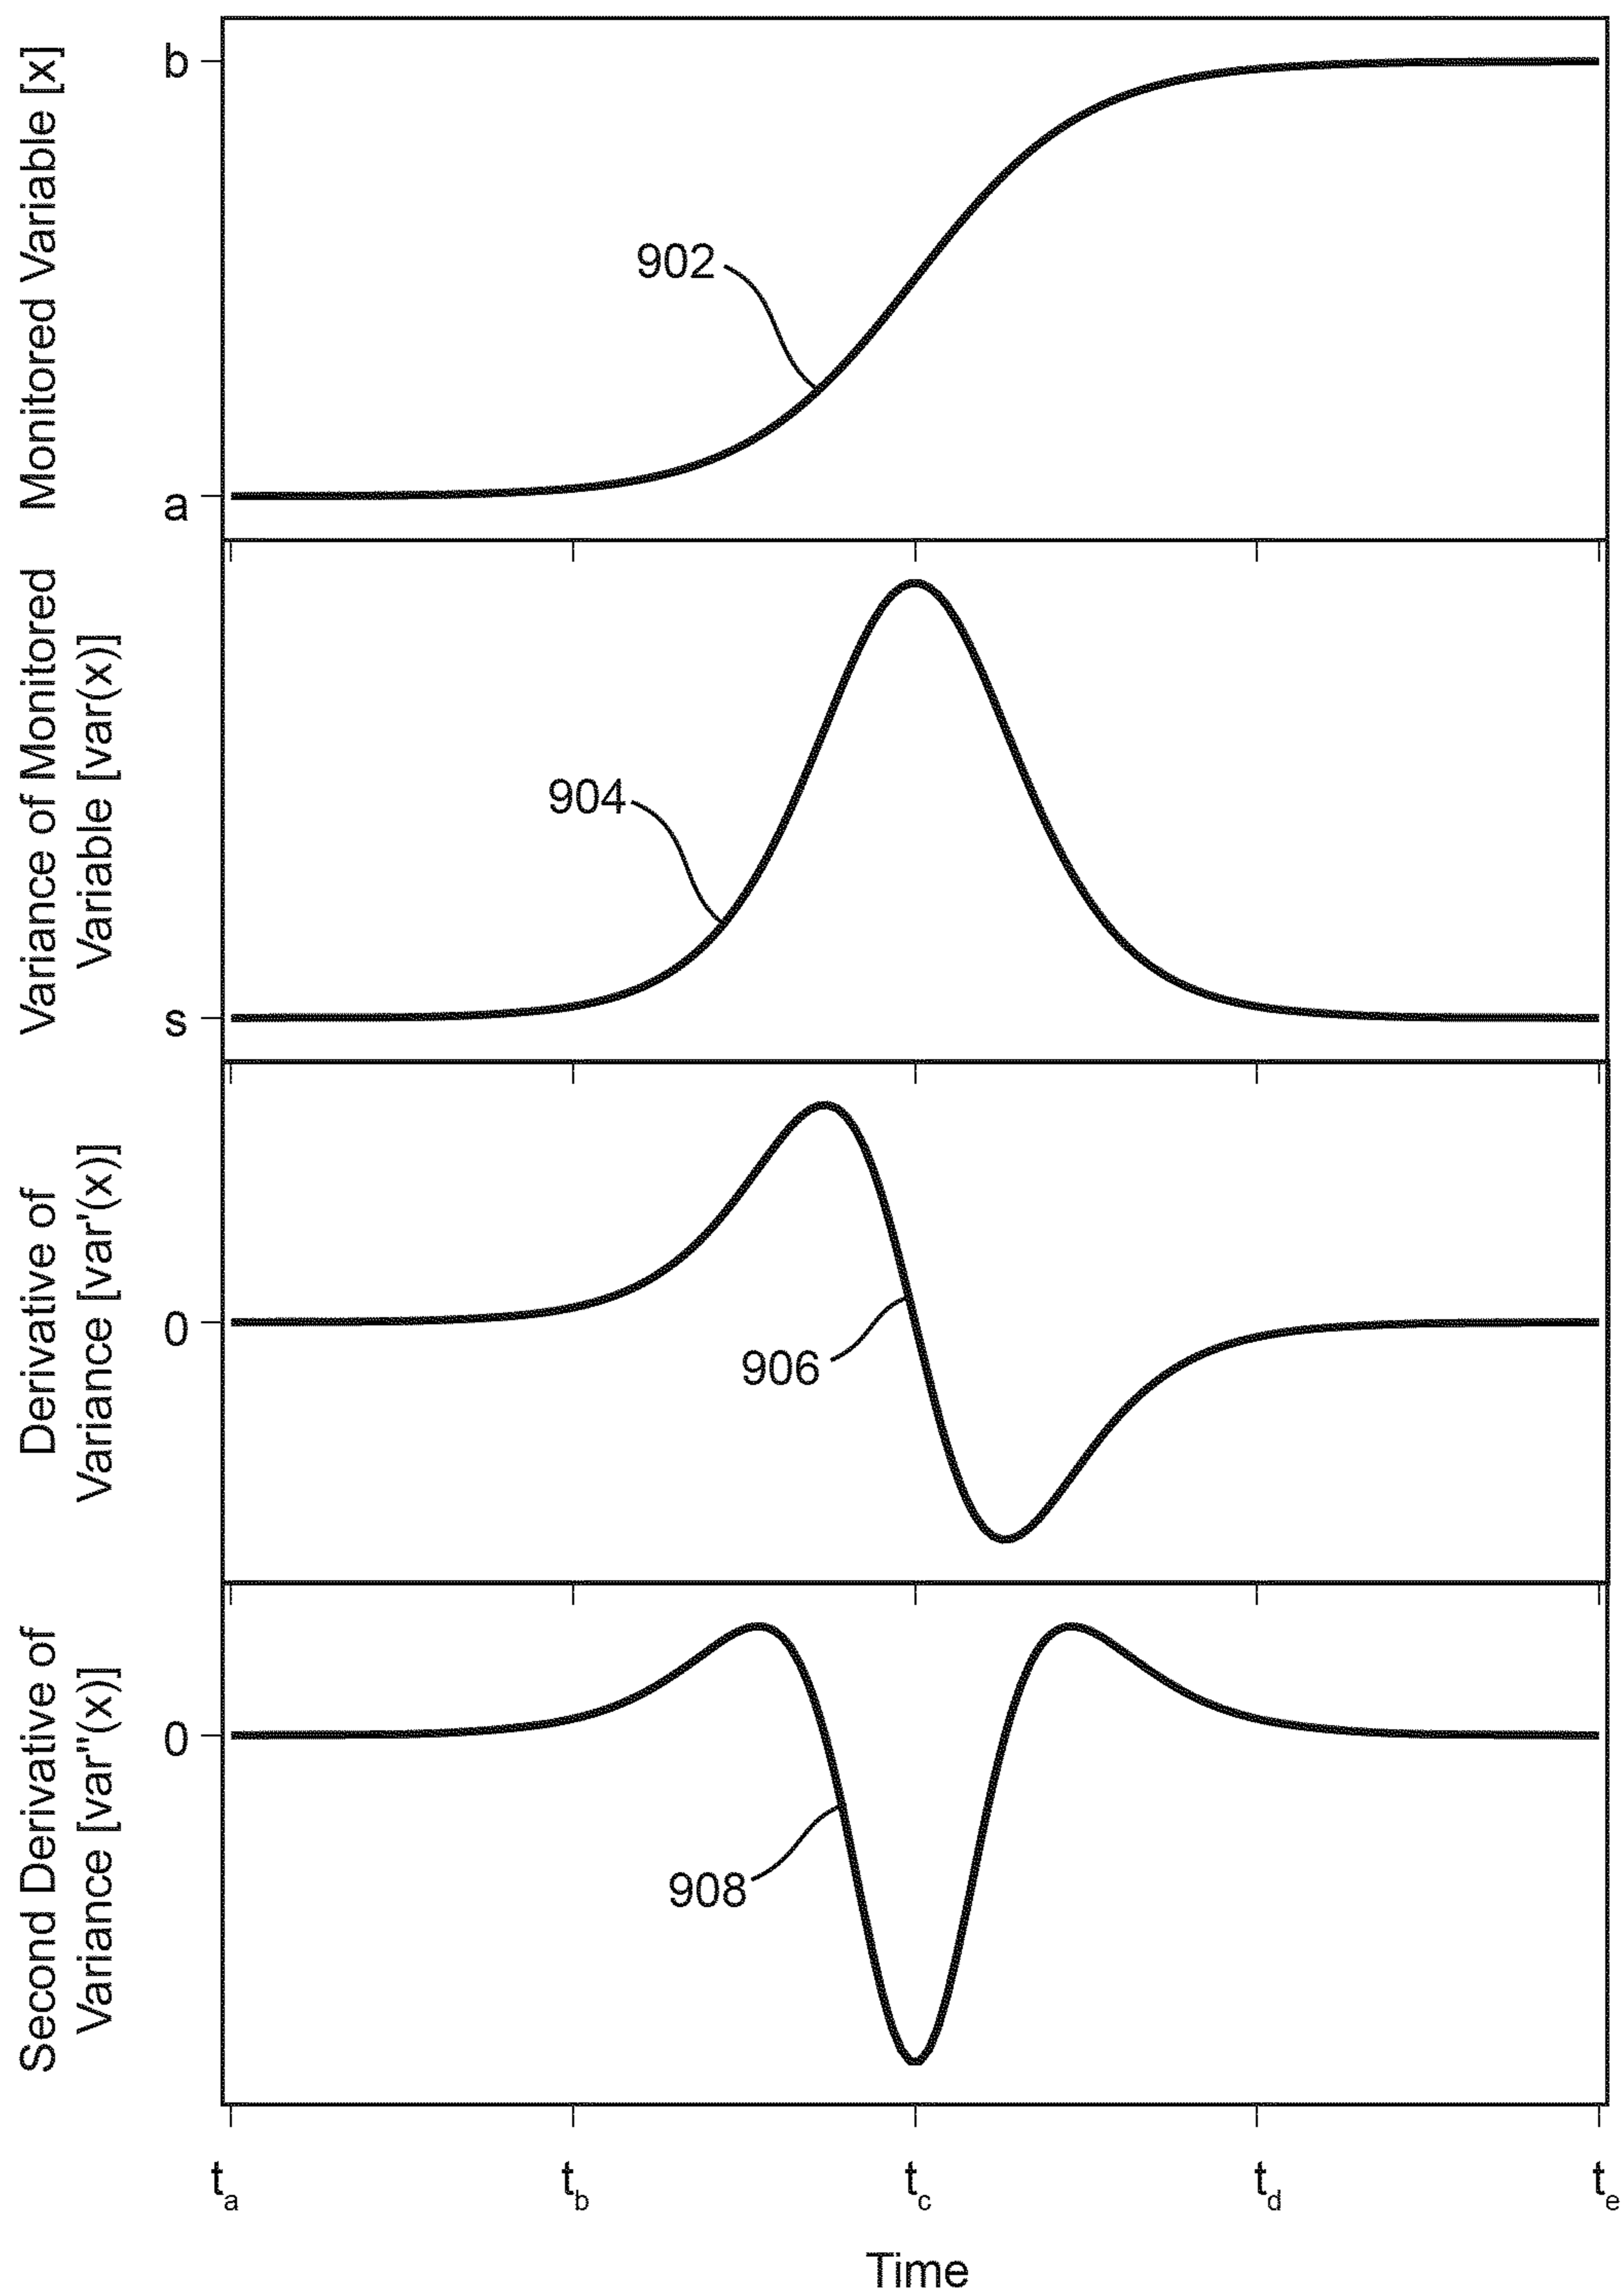 Monitored Variable [x]
b
902
a
Variance of Monitored
Variable [var(x)]
904
s
Derivative of
Variance [var'(x)]
0
906
Second Derivative of
Variance [var"(x)]
0
908
ta tb tc td te
Time